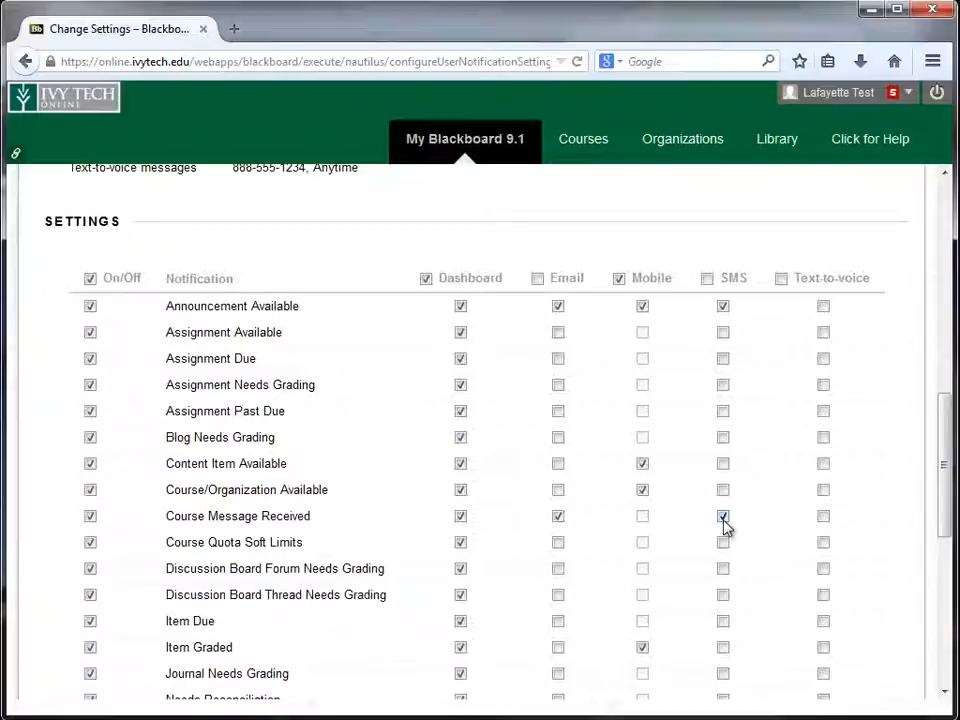 Change Settings – Blackbo...
https://online.ivytech.edu/webapps/blackboard/execute/nautilus/configureUserNotificationSetting
Google
IVY TECH
ONLINE
Lafayette Test 5
My Blackboard 9.1 Courses Organizations Library Click for Help
Text-to-voice messages 888-555-1234, Anytime
SETTINGS
On/Off Notification Dashboard Email Mobile SMS Text-to-voice
Announcement Available
Assignment Available
Assignment Due
Assignment Needs Grading
Assignment Past Due
Blog Needs Grading
Content Item Available
Course/Organization Available
Course Message Received
Course Quota Soft Limits
Discussion Board Forum Needs Grading
Discussion Board Thread Needs Grading
Item Due
Item Graded
Journal Needs Grading
Needs Reconciliation